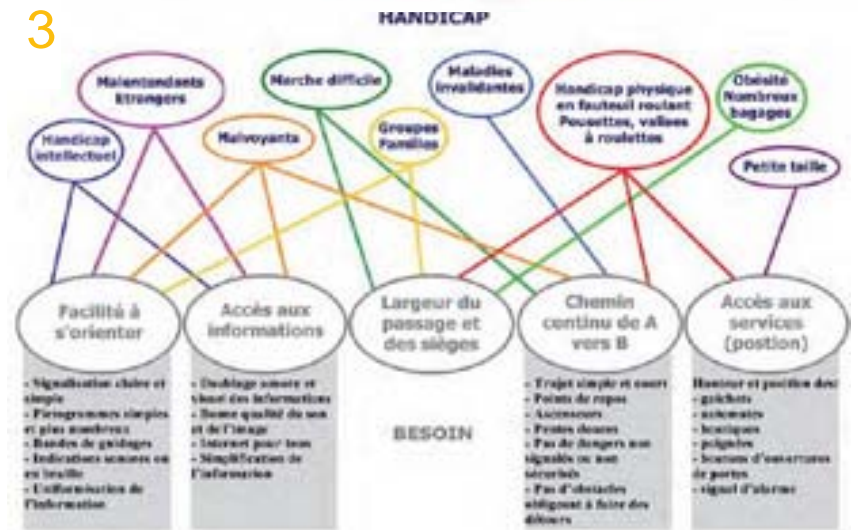 3
HANDICAP
Malentendants
Etrangers
Marche difficile
Maladies
invalidantes
Handicap physique
en fauteuil roulant
Poussettes, valises
à roulettes
Obésité
Nombreux
bagages
Handicap
intellectuel
Malvoyants
Groupes
Familles
Petite taille
Facilité à
s'orienter
Accès aux
informations
Largeur du
passage et
des sièges
Chemin
continu de A
vers B
Accès aux
services
(postion)
- Signalisation claire et
simple
- Pictogrammes simples
et plus nombreux
- Bandes de guidages
- Indications sonores ou
en braille
- Uniformisation de
l'information
- Doublage sonore et
visuel des informations
- Bonne qualité du son
et de l'image
- Internet pour tous
- Simplification de
l'information
BESOIN
- Trajet simple et court
- Points de repos
- Ascenseurs
- Pentes douces
- Pas de dangers non
signalés ou non
sécurisés
- Pas d'obstacles
obligeant à faire des
détours
Hauteur et position des:
- guichets
- automates
- boutiques
- poignées
- boutons d'ouvertures
de portes
- signal d'alarme